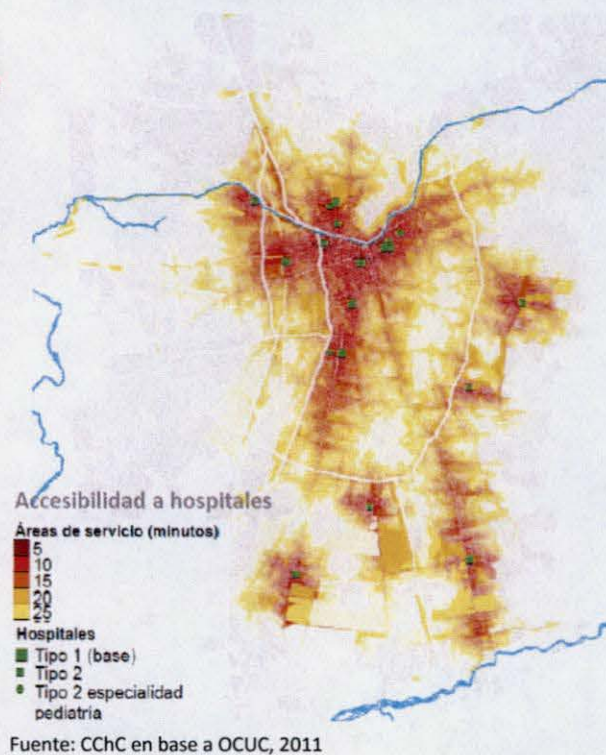 Accesibilidad a hospitales
Áreas de servicio (minutos)
5
10
15
20
25
Hospitales
Tipo 1 (base)
Tipo 2
Tipo 2 especialidad
pediatría
Fuente: CChC en base a OCUC, 2011